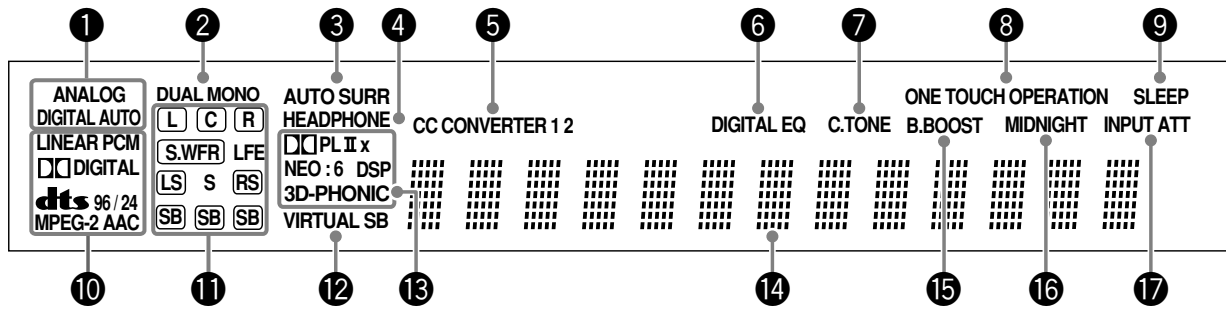 1 2 3 4 5 6 7 8 9
ANALOG DUAL MONO AUTO SURR ONE TOUCH OPERATION SLEEP
DIGITAL AUTO L C R HEADPHONE CC CONVERTER 1 2 DIGITAL EQ C.TONE B.BOOST MIDNIGHT INPUT ATT
LINEAR PCM S.WFR LFE PL II x
DIGITAL LS S RS NEO : 6 DSP
dts 96 / 24 3D-PHONIC
MPEG-2 AAC SB SB SB VIRTUAL SB
10 11 12 13 14 15 16 17